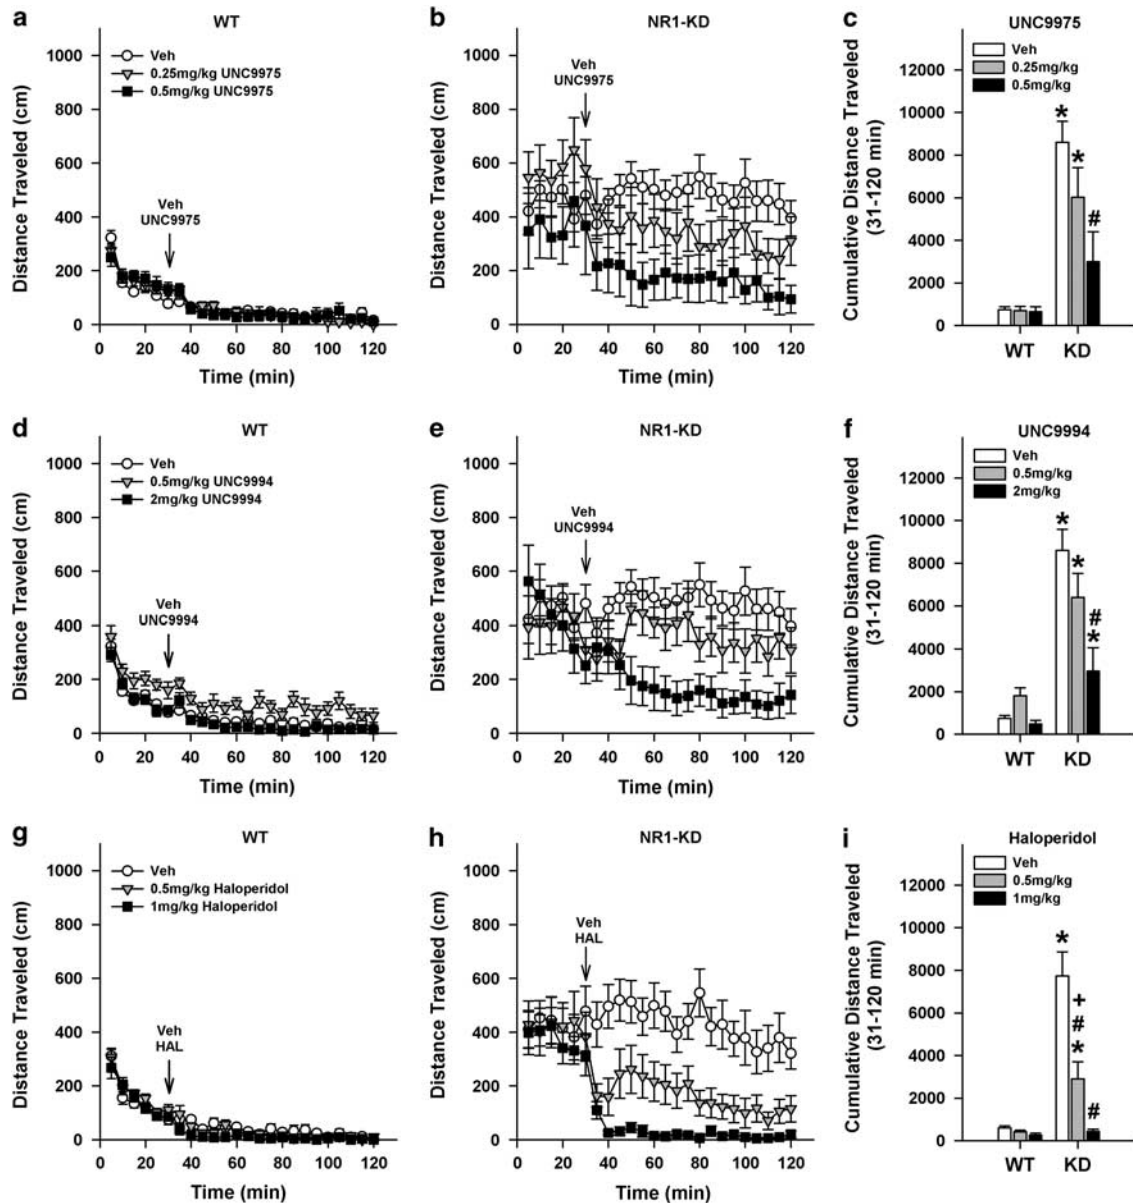 a
WT
Distance Traveled (cm)
1000
800
600
400
200
0
Veh
0.25mg/kg UNC9975
0.5mg/kg UNC9975
Veh
UNC9975
0 20 40 60 80 100 120
Time (min)
b
NR1-KD
Distance Traveled (cm)
1000
800
600
400
200
0
Veh
UNC9975
0 20 40 60 80 100 120
Time (min)
c
UNC9975
Cumulative Distance Traveled
(31-120 min)
12000
10000
8000
6000
4000
2000
0
Veh
0.25mg/kg
0.5mg/kg
*
*
#
WT KD
d
WT
Distance Traveled (cm)
1000
800
600
400
200
0
Veh
0.5mg/kg UNC9994
2mg/kg UNC9994
Veh
UNC9994
0 20 40 60 80 100 120
Time (min)
e
NR1-KD
Distance Traveled (cm)
1000
800
600
400
200
0
Veh
UNC9994
0 20 40 60 80 100 120
Time (min)
f
UNC9994
Cumulative Distance Traveled
(31-120 min)
12000
10000
8000
6000
4000
2000
0
Veh
0.5mg/kg
2mg/kg
*
*
#
*
WT KD
g
WT
Distance Traveled (cm)
1000
800
600
400
200
0
Veh
0.5mg/kg Haloperidol
1mg/kg Haloperidol
Veh
HAL
0 20 40 60 80 100 120
Time (min)
h
NR1-KD
Distance Traveled (cm)
1000
800
600
400
200
0
Veh
HAL
0 20 40 60 80 100 120
Time (min)
i
Haloperidol
Cumulative Distance Traveled
(31-120 min)
12000
10000
8000
6000
4000
2000
0
Veh
0.5mg/kg
1mg/kg
*
+
#
*
#
WT KD